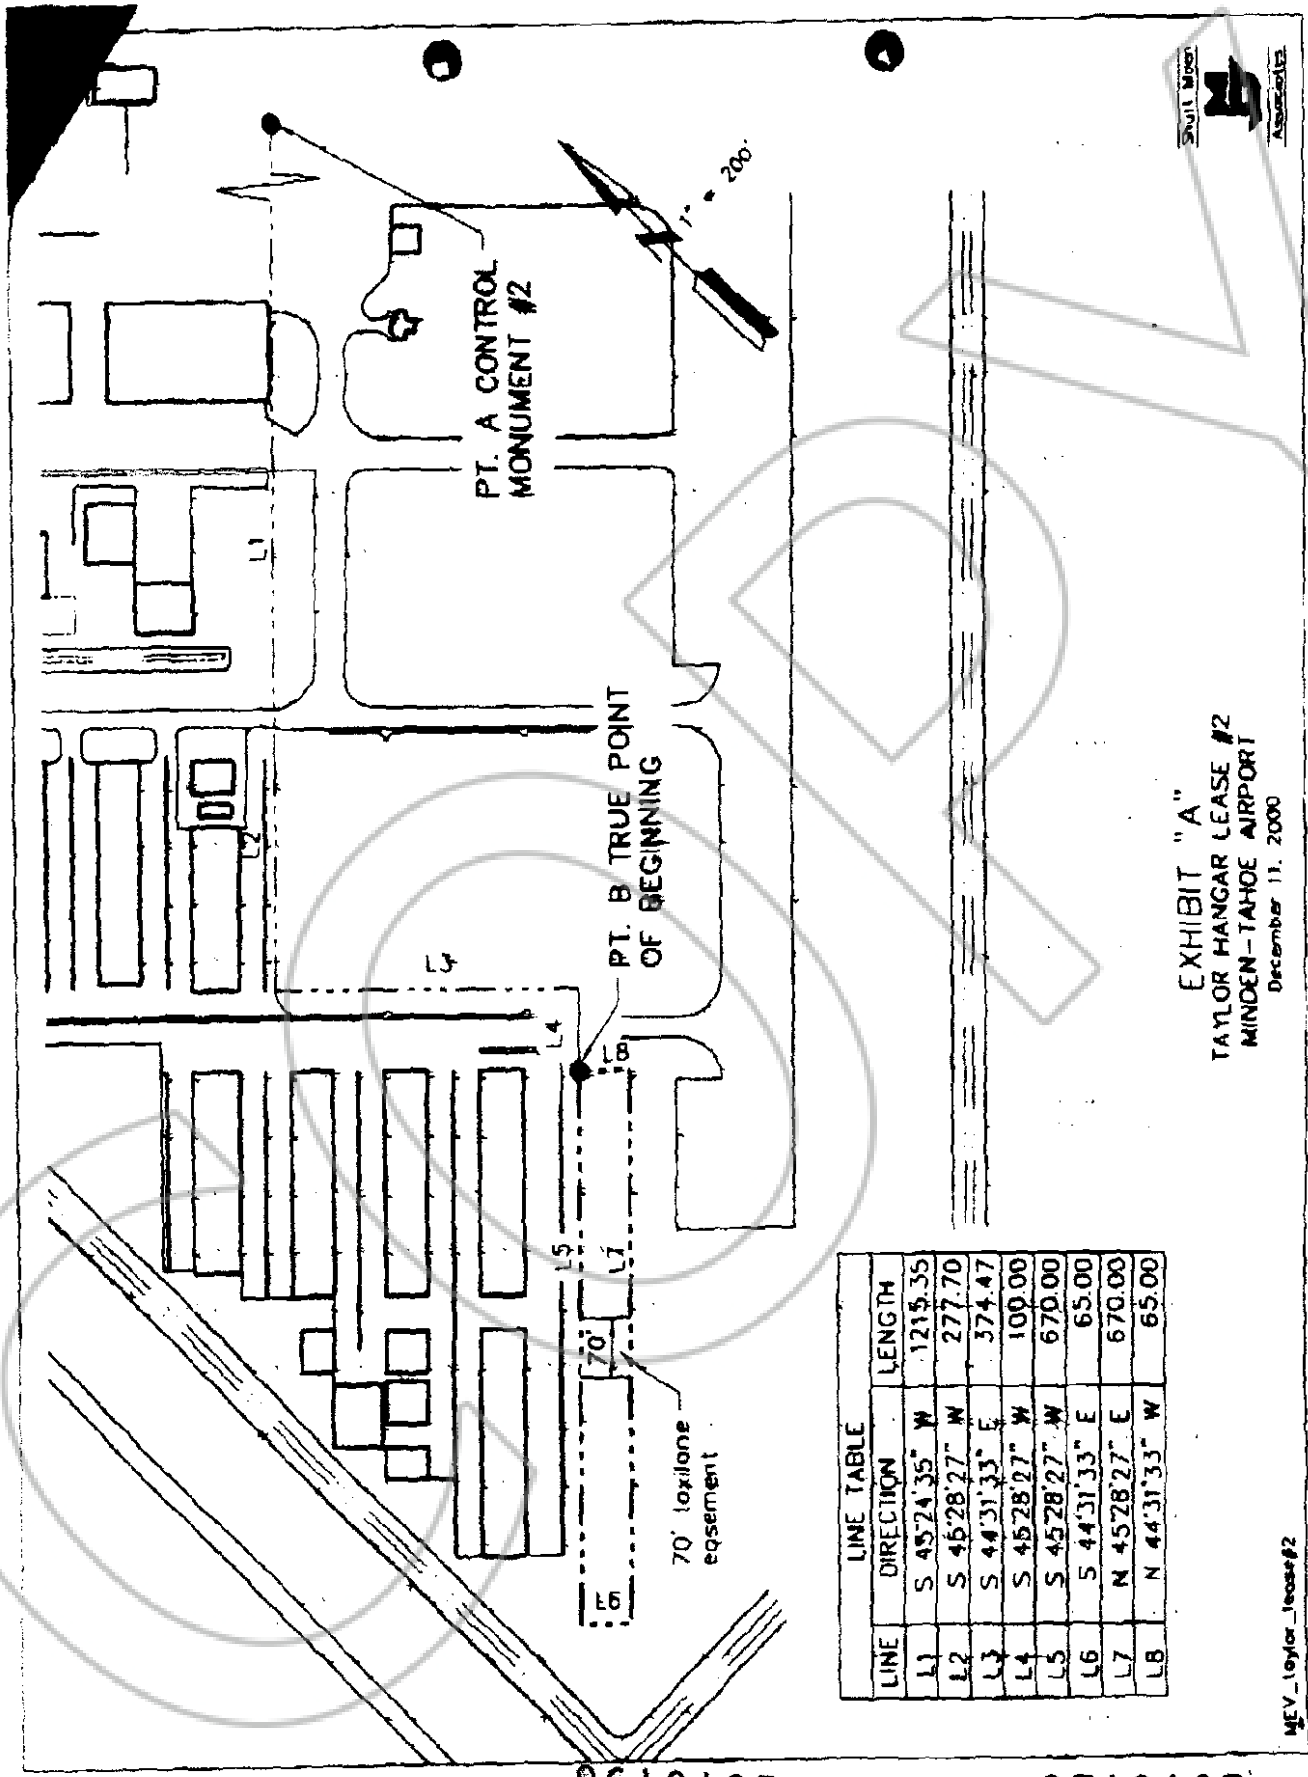 Shutt Moen
Associates
1" = 200'
PT. A CONTROL
MONUMENT #2
L1
L2
L3
PT. B TRUE POINT
OF BEGINNING
L4
L8
L5
L7
70'
70' taxilane
easement
L6
LINE TABLE
LINE DIRECTION LENGTH
L1 S 45°24'35" W 1215.35
L2 S 45°28'27" W 277.70
L3 S 44°31'33" E 374.47
L4 S 45°28'27" W 100.00
L5 S 45°28'27" W 670.00
L6 S 44°31'33" E 65.00
L7 N 45°28'27" E 670.00
L8 N 44°31'33" W 65.00
EXHIBIT "A"
TAYLOR HANGAR LEASE #2
MINDEN-TAHOE AIRPORT
December 11, 2000
MEV_taylor_lease#2
COPY